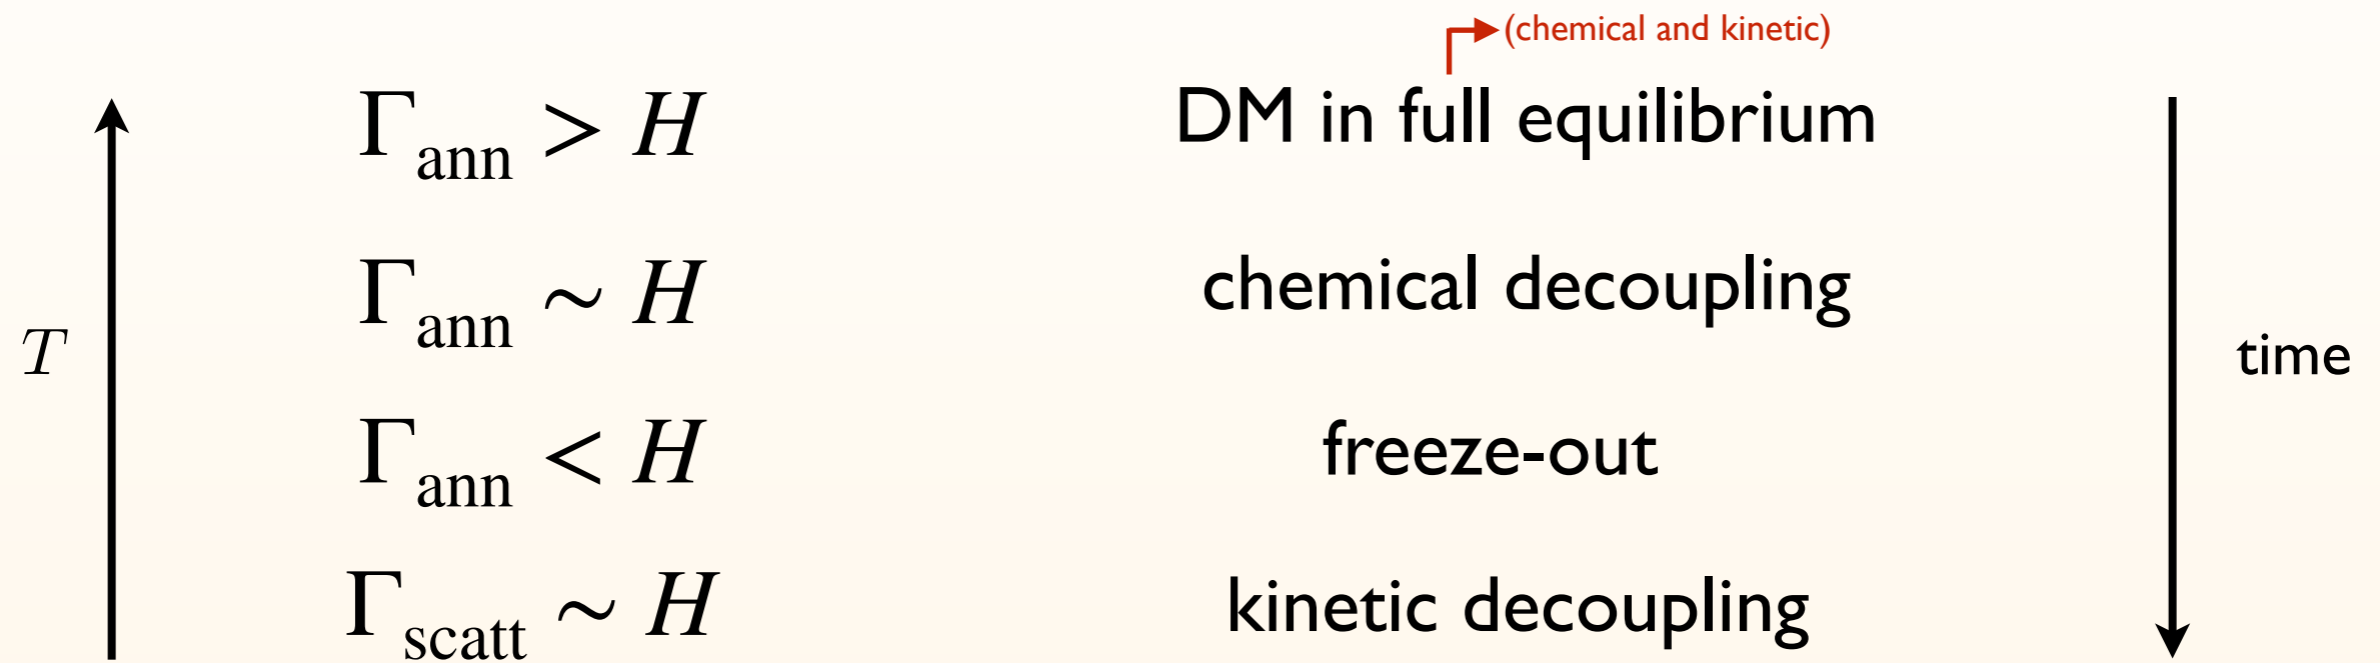 (chemical and kinetic)
Γ_ann > H DM in full equilibrium
Γ_ann ∼ H chemical decoupling
T time
Γ_ann < H freeze-out
Γ_scatt ∼ H kinetic decoupling